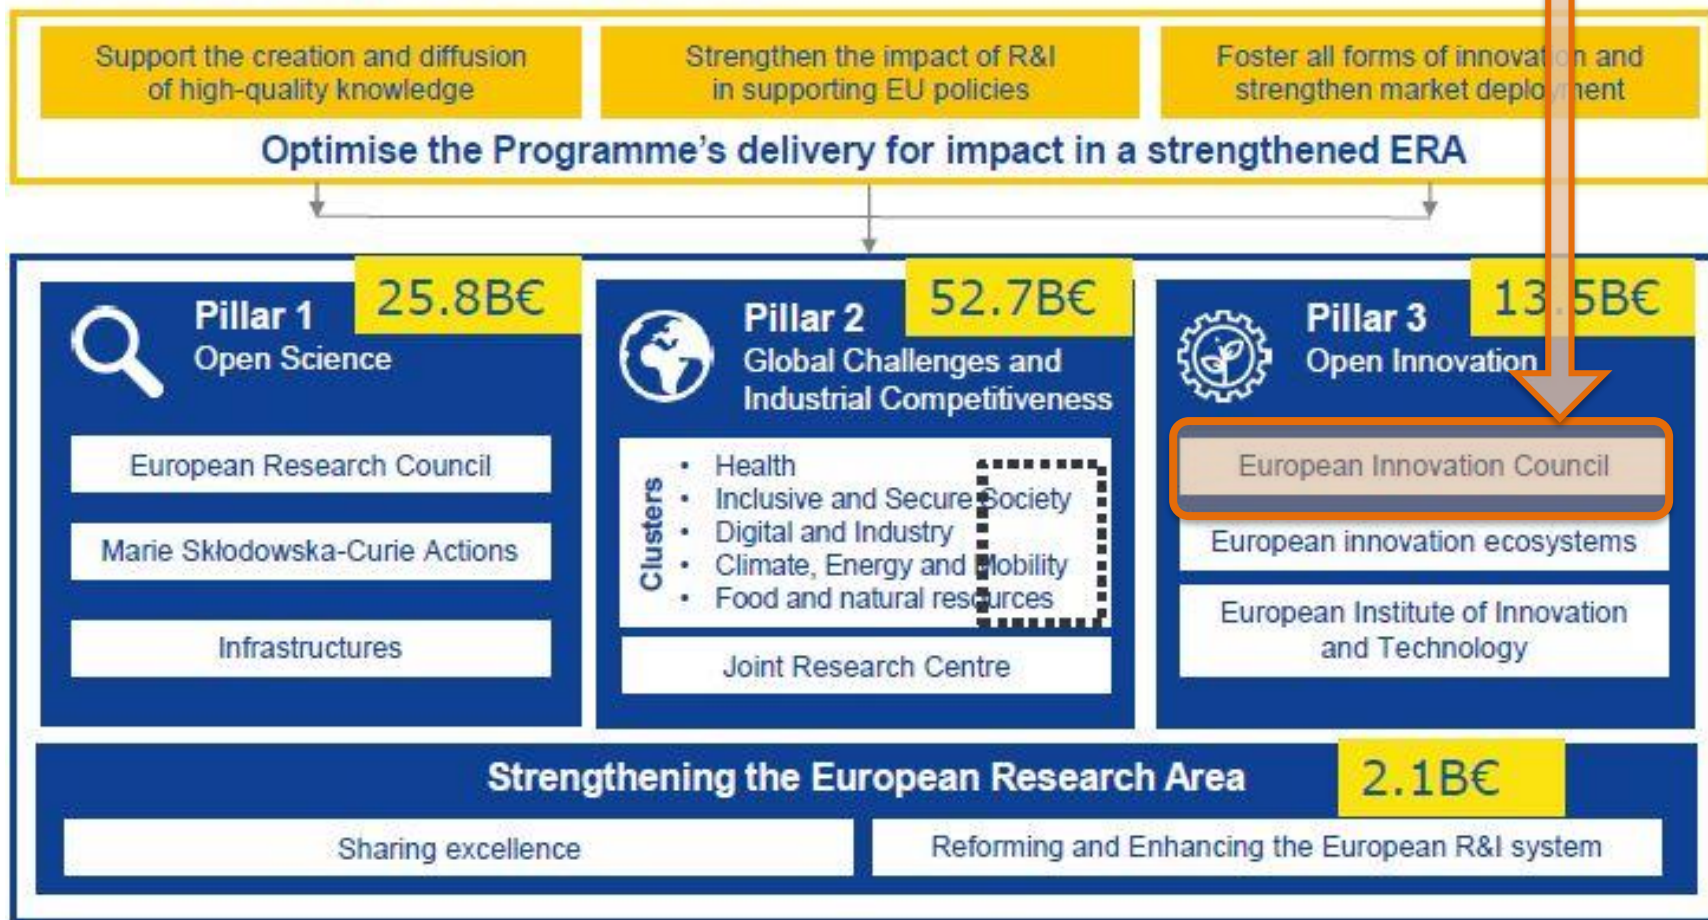 Support the creation and diffusion
of high-quality knowledge
Strengthen the impact of R&I
in supporting EU policies
Foster all forms of innovation and
strengthen market deployment
Optimise the Programme's delivery for impact in a strengthened ERA
Pillar 1
Open Science
25.8B€
European Research Council
Marie Skłodowska-Curie Actions
Infrastructures
Pillar 2
Global Challenges and
Industrial Competitiveness
52.7B€
Clusters
• Health
• Inclusive and Secure Society
• Digital and Industry
• Climate, Energy and Mobility
• Food and natural resources
Joint Research Centre
Pillar 3
Open Innovation
13.5B€
European Innovation Council
European innovation ecosystems
European Institute of Innovation
and Technology
Strengthening the European Research Area
2.1B€
Sharing excellence
Reforming and Enhancing the European R&I system